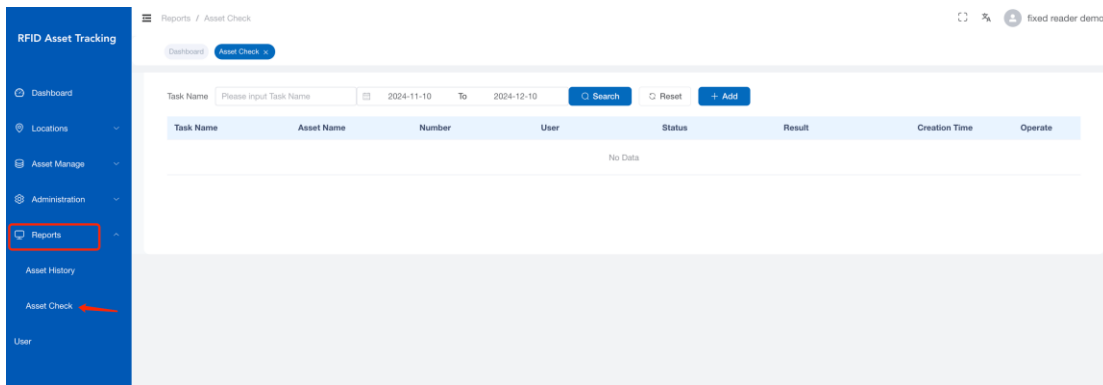 RFID Asset Tracking
Dashboard
Locations
Asset Manage
Administration
Reports
Asset History
Asset Check
User
Reports / Asset Check
fixed reader demo
Dashboard Asset Check ×
Task Name Please input Task Name 2024-11-10 To 2024-12-10 Search Reset + Add
Task Name Asset Name Number User Status Result Creation Time Operate
No Data